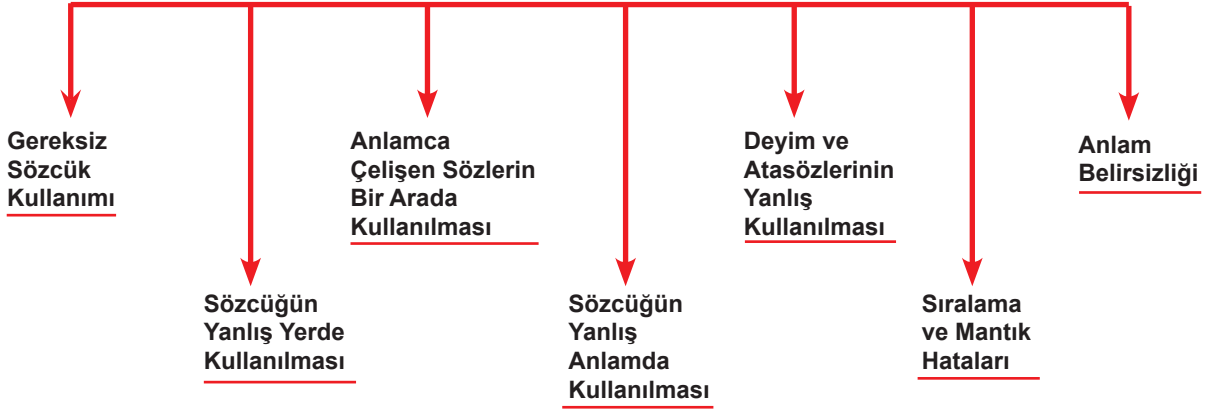 Gereksiz
Sözcük
Kullanımı
Sözcüğün
Yanlış Yerde
Kullanılması
Anlamca
Çelişen Sözlerin
Bir Arada
Kullanılması
Sözcüğün
Yanlış
Anlamda
Kullanılması
Deyim ve
Atasözlerinin
Yanlış
Kullanılması
Sıralama
ve Mantık
Hataları
Anlam
Belirsizliği